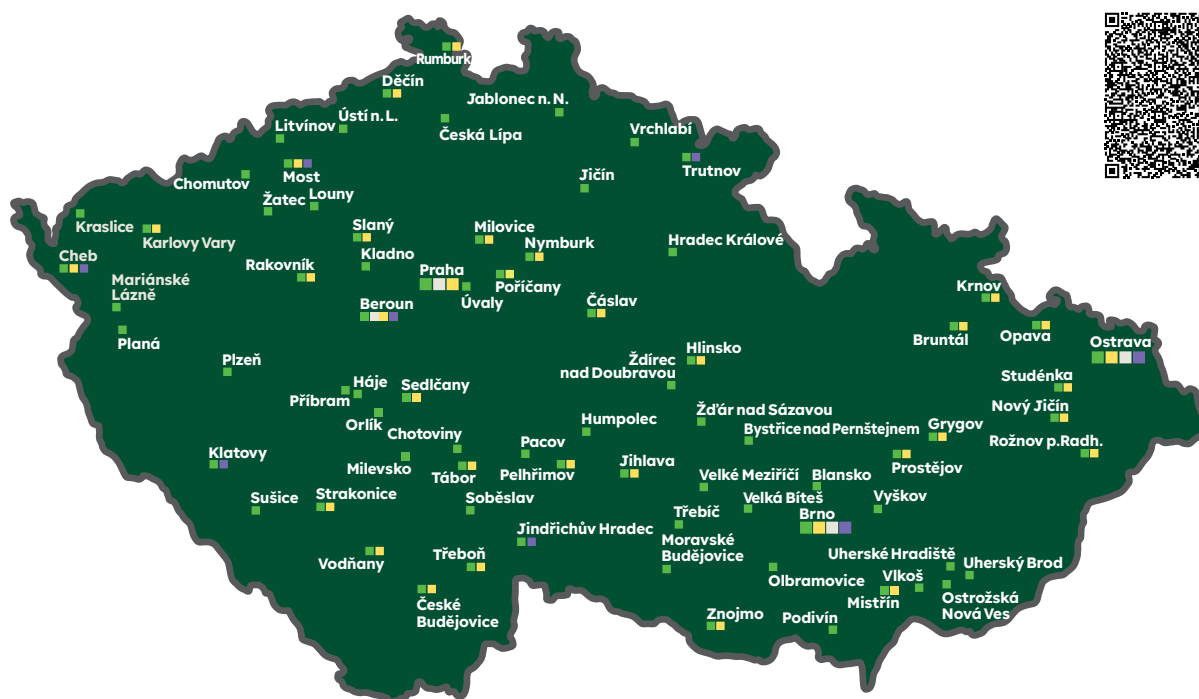 Rumburk
Děčín
Jablonec n. N.
Ústí n. L.
Česká Lípa
Litvínov
Vrchlabí
Most
Trutnov
Chomutov
Jičín
Žatec
Louny
Kraslice
Slaný
Milovice
Karlovy Vary
Nymburk
Hradec Králové
Cheb
Kladno
Rakovník
Praha
Poříčany
Mariánské
Lázně
Úvaly
Krnov
Beroun
Čáslav
Planá
Bruntál
Opava
Ostrava
Hlinsko
Plzeň
Ždírec
nad Doubravou
Studénka
Háje
Sedlčany
Příbram
Nový Jičín
Orlík
Humpolec
Žďár nad Sázavou
Grygov
Chotoviny
Bystřice nad Pernštejnem
Rožnov p.Radh.
Klatovy
Pacov
Milevsko
Jihlava
Prostějov
Tábor
Pelhřimov
Velké Meziříčí
Blansko
Sušice
Strakonice
Soběslav
Velká Bíteš
Vyškov
Třebíč
Brno
Jindřichův Hradec
Moravské
Budějovice
Vodňany
Třeboň
Uherské Hradiště
Uherský Brod
Olbramovice
Vlkoš
České
Budějovice
Mistřín
Ostrožská
Nová Ves
Znojmo
Podivín